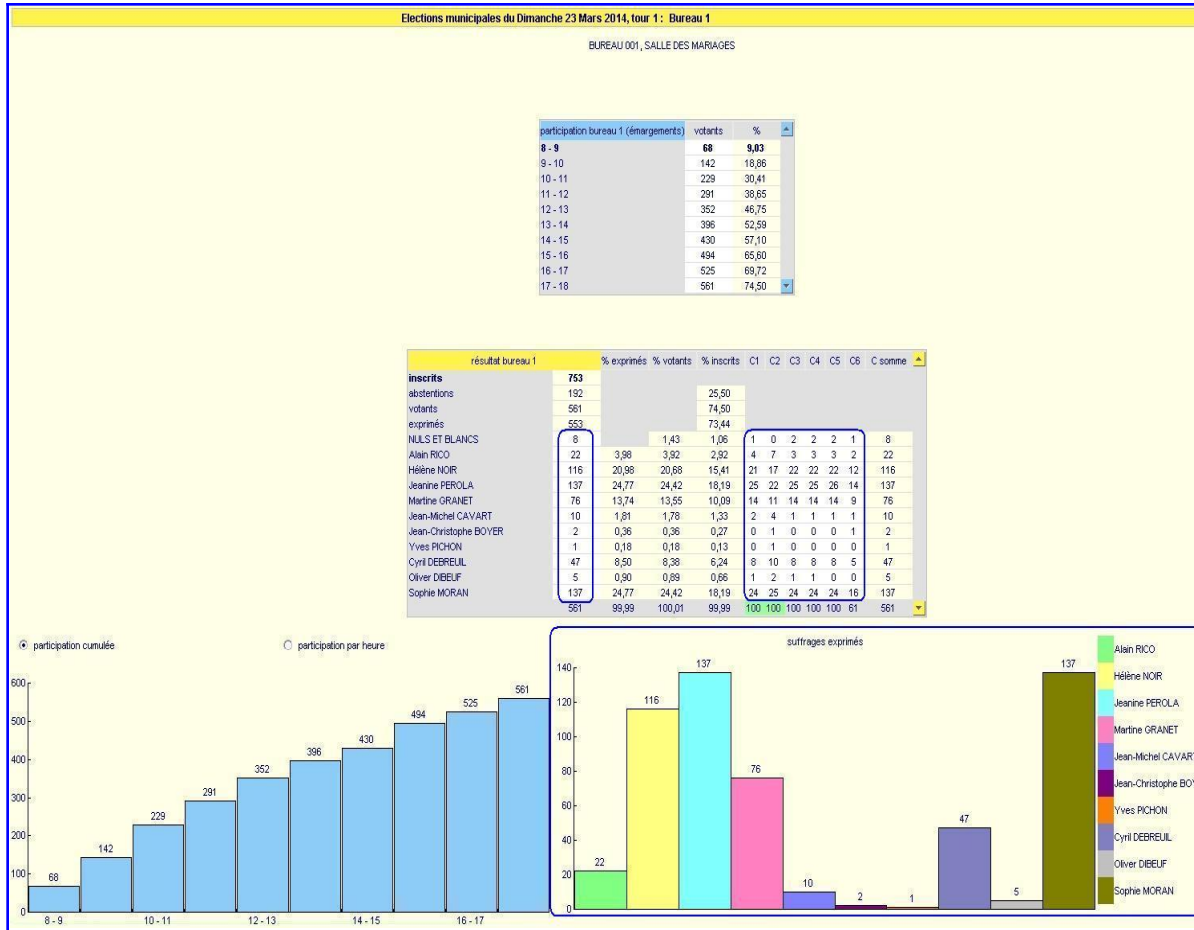 Elections municipales du Dimanche 23 Mars 2014, tour 1 : Bureau 1
BUREAU 001, SALLE DES MARIAGES
participation bureau 1 (émargements) votants %
8 - 9 68 9,03
9 - 10 142 18,86
10 - 11 229 30,41
11 - 12 291 38,65
12 - 13 352 46,75
13 - 14 396 52,59
14 - 15 430 57,10
15 - 16 494 65,60
16 - 17 525 69,72
17 - 18 561 74,50
résultat bureau 1 % exprimés % votants % inscrits C1 C2 C3 C4 C5 C6 C somme
inscrits 753
abstentions 192 25,50
votants 561 74,50
exprimés 553 73,44
NULS ET BLANCS 8 1,43 1,06 1 0 2 2 2 1 8
Alain RICO 22 3,98 3,92 2,92 4 7 3 3 3 2 22
Hélène NOIR 116 20,98 20,68 15,41 21 17 22 22 22 12 116
Jeanine PEROLA 137 24,77 24,42 18,19 25 22 25 25 26 14 137
Martine GRANET 76 13,74 13,55 10,09 14 11 14 14 14 9 76
Jean-Michel CAVART 10 1,81 1,78 1,33 2 4 1 1 1 1 10
Jean-Christophe BOYER 2 0,36 0,36 0,27 0 1 0 0 0 1 2
Yves PICHON 1 0,18 0,18 0,13 0 1 0 0 0 0 1
Cyril DEBREUIL 47 8,50 8,38 6,24 8 10 8 8 8 5 47
Oliver DIBEUF 5 0,90 0,89 0,66 1 2 1 1 0 0 5
Sophie MORAN 137 24,77 24,42 18,19 24 25 24 24 24 16 137
561 99,99 100,01 99,99 100 100 100 100 100 61 561
participation cumulée participation par heure
600
500
400
300
200
100
0
68 142 229 291 352 396 430 494 525 561
8 - 9 10 - 11 12 - 13 14 - 15 16 - 17
suffrages exprimés
140
120
100
80
60
40
20
0
22 116 137 76 10 2 1 47 5 137
Alain RICO
Hélène NOIR
Jeanine PEROLA
Martine GRANET
Jean-Michel CAVART
Jean-Christophe BOY
Yves PICHON
Cyril DEBREUIL
Oliver DIBEUF
Sophie MORAN